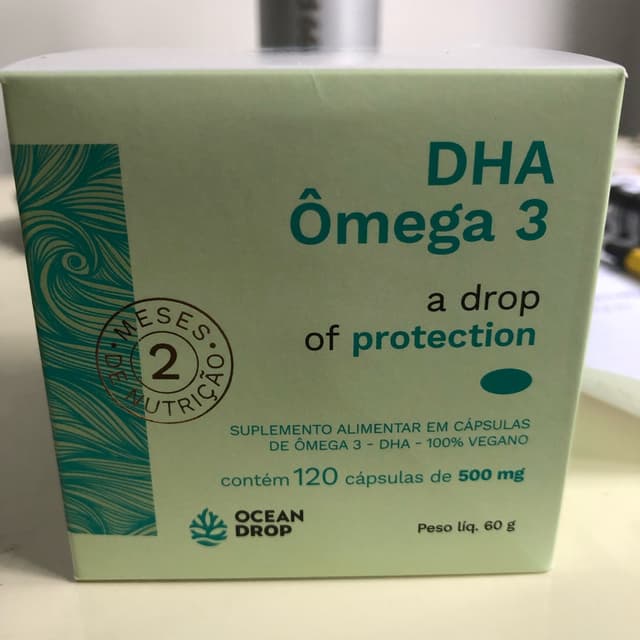 DHA
Ômega 3
a drop
of protection
MESES
2
DE NUTRIÇÃO
SUPLEMENTO ALIMENTAR EM CÁPSULAS
DE ÔMEGA 3 - DHA - 100% VEGANO
contém 120 cápsulas de 500 mg
OCEAN
DROP
Peso líq. 60 g